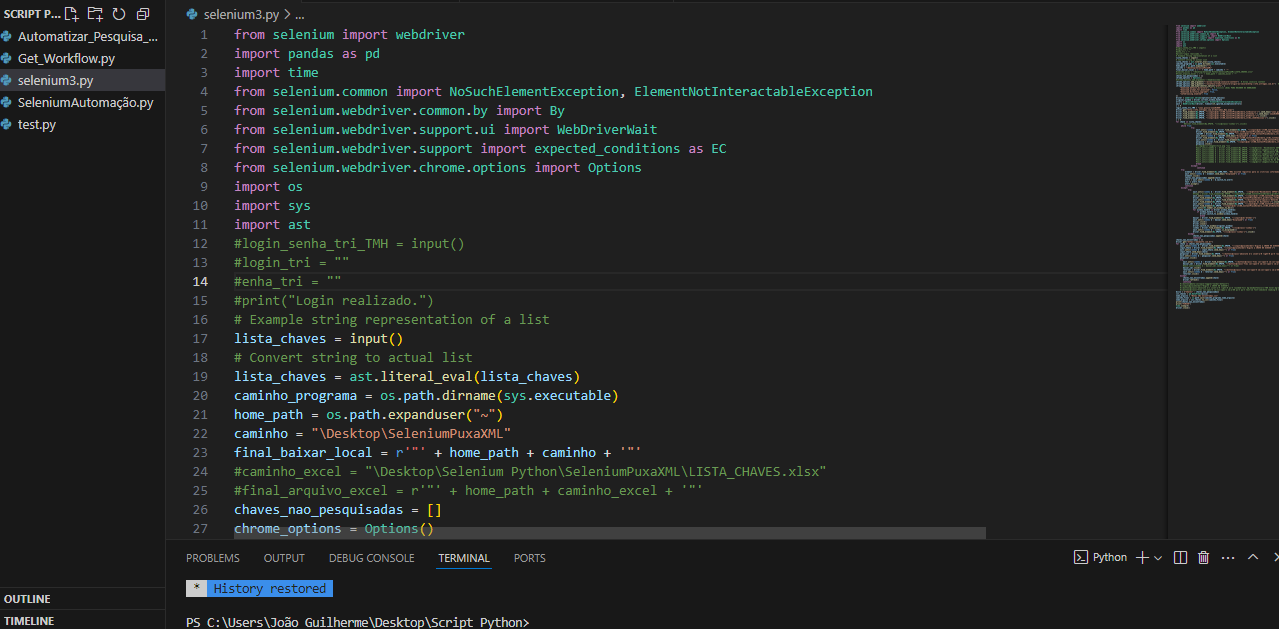 SCRIPT P...
Automatizar_Pesquisa_...
Get_Workflow.py
selenium3.py
SeleniumAutomação.py
test.py
OUTLINE
TIMELINE
selenium3.py > ...
1 from selenium import webdriver
2 import pandas as pd
3 import time
4 from selenium.common import NoSuchElementException, ElementNotInteractableException
5 from selenium.webdriver.common.by import By
6 from selenium.webdriver.support.ui import WebDriverWait
7 from selenium.webdriver.support import expected_conditions as EC
8 from selenium.webdriver.chrome.options import Options
9 import os
10 import sys
11 import ast
12 #login_senha_tri_TMH = input()
13 #login_tri = ""
14 #enha_tri = ""
15 #print("Login realizado.")
16 # Example string representation of a list
17 lista_chaves = input()
18 # Convert string to actual list
19 lista_chaves = ast.literal_eval(lista_chaves)
20 caminho_programa = os.path.dirname(sys.executable)
21 home_path = os.path.expanduser("~")
22 caminho = "\Desktop\SeleniumPuxaXML"
23 final_baixar_local = r'"' + home_path + caminho + '"'
24 #caminho_excel = "\Desktop\Selenium Python\SeleniumPuxaXML\LISTA_CHAVES.xlsx"
25 #final_arquivo_excel = r'"' + home_path + caminho_excel + '"'
26 chaves_nao_pesquisadas = []
27 chrome_options = Options()
PROBLEMS OUTPUT DEBUG CONSOLE TERMINAL PORTS
Python
* History restored
PS C:\Users\João Guilherme\Desktop\Script Python>